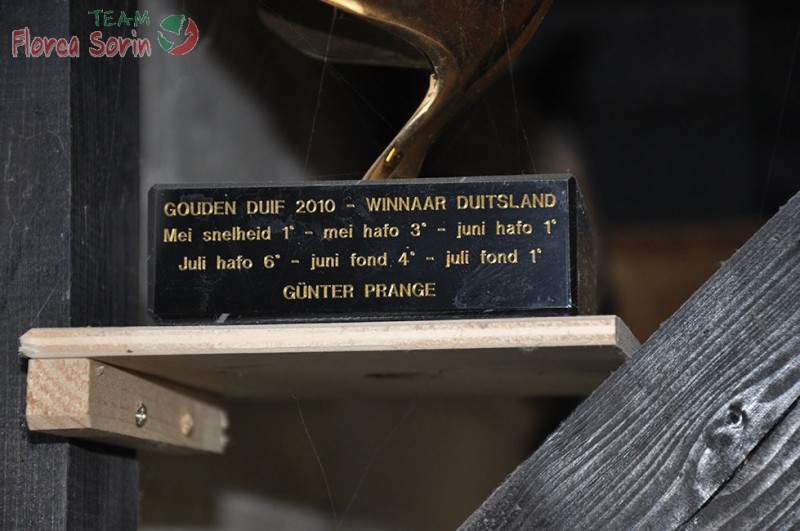 TEAM
Florea Sorin
GOUDEN DUIF 2010 - WINNAAR DUITSLAND
Mei snelheid 1° - mei hafo 3° - juni hafo 1°
Juli hafo 6° - juni fond 4° - juli fond 1°
GÜNTER PRANGE